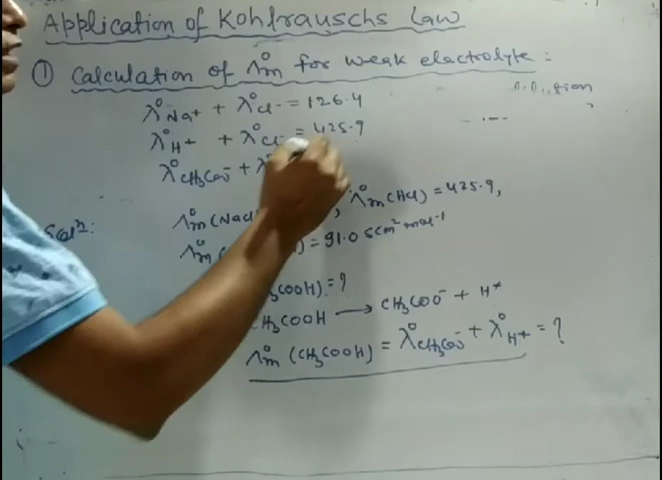 Application of Kohlrauschs Law
① Calculation of Λ°m for weak electrolyte :
λ°Na+ + λ°Cl- = 126.4
λ°H+ + λ°Cl- = 425.9
λ°CH3COO- + λ°
Λ°m (NaCl , Λ°m (HCl) = 425.9,
Λ°m ( ) = 91.0 Scm² mol-1
COOH) = ?
CH3COOH → CH3COO- + H+
Λ°m (CH3COOH) = λ°CH3COO- + λ°H+ = ?